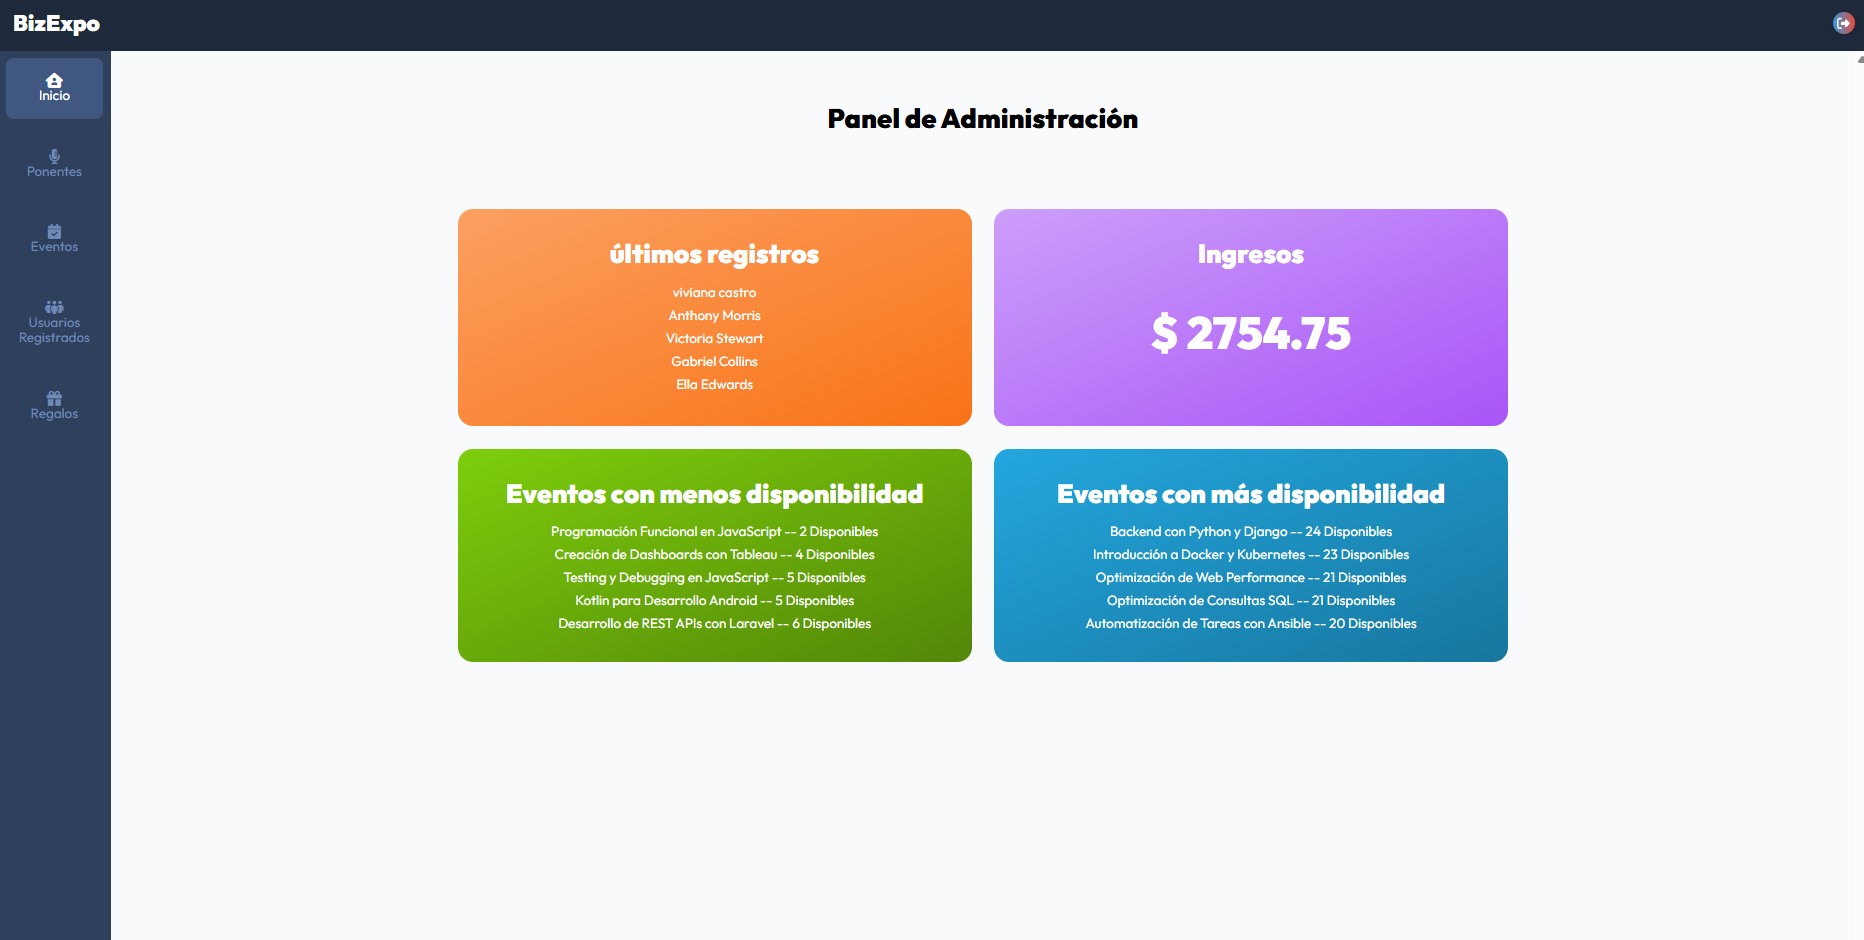 BizExpo
Inicio
Ponentes
Eventos
Usuarios
Registrados
Regalos
Panel de Administración
últimos registros
viviana castro
Anthony Morris
Victoria Stewart
Gabriel Collins
Ella Edwards
Ingresos
$ 2754.75
Eventos con menos disponibilidad
Programación Funcional en JavaScript -- 2 Disponibles
Creación de Dashboards con Tableau -- 4 Disponibles
Testing y Debugging en JavaScript -- 5 Disponibles
Kotlin para Desarrollo Android -- 5 Disponibles
Desarrollo de REST APIs con Laravel -- 6 Disponibles
Eventos con más disponibilidad
Backend con Python y Django -- 24 Disponibles
Introducción a Docker y Kubernetes -- 23 Disponibles
Optimización de Web Performance -- 21 Disponibles
Optimización de Consultas SQL -- 21 Disponibles
Automatización de Tareas con Ansible -- 20 Disponibles